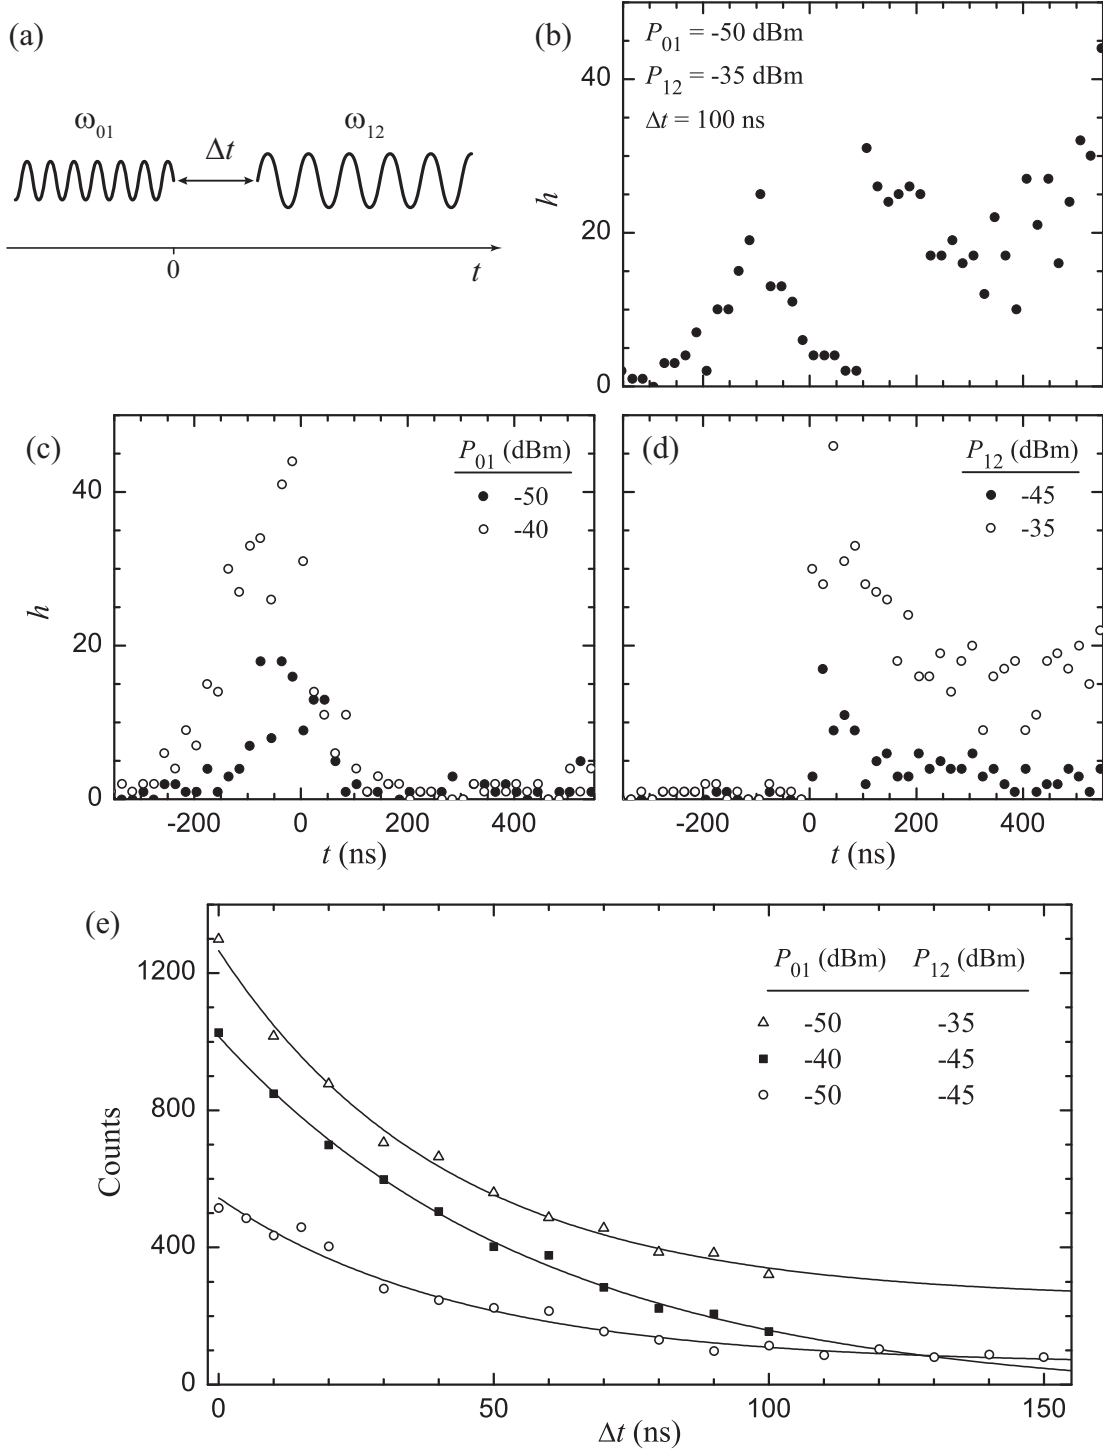 (a)
ω01
Δt
ω12
0
t
(b)
P01 = -50 dBm
P12 = -35 dBm
Δt = 100 ns
40
20
0
h
(c)
P01 (dBm)
-50
-40
40
20
0
h
-200
0
200
400
t (ns)
(d)
P12 (dBm)
-45
-35
-200
0
200
400
t (ns)
(e)
P01 (dBm) P12 (dBm)
-50 -35
-40 -45
-50 -45
1200
800
400
0
Counts
0
50
100
150
Δt (ns)